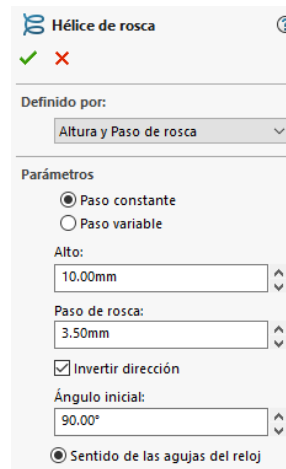 Hélice de rosca
Definido por:
Altura y Paso de rosca
Parámetros
Paso constante
Paso variable
Alto:
10.00mm
Paso de rosca:
3.50mm
Invertir dirección
Ángulo inicial:
90.00°
Sentido de las agujas del reloj